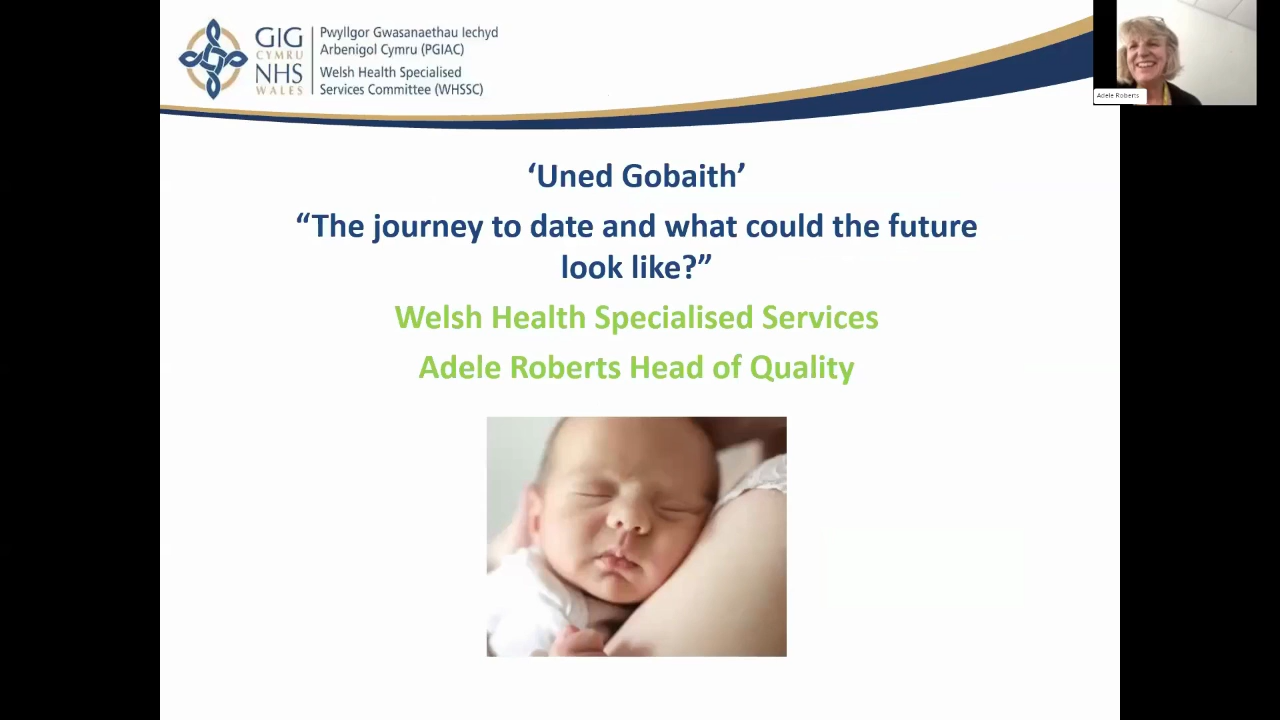 GIG
CYMRU
NHS
WALES
Pwyllgor Gwasanaethau Iechyd
Arbenigol Cymru (PGIAC)
Welsh Health Specialised
Services Committee (WHSSC)
Adele Roberts
‘Uned Gobaith’
“The journey to date and what could the future
look like?”
Welsh Health Specialised Services
Adele Roberts Head of Quality